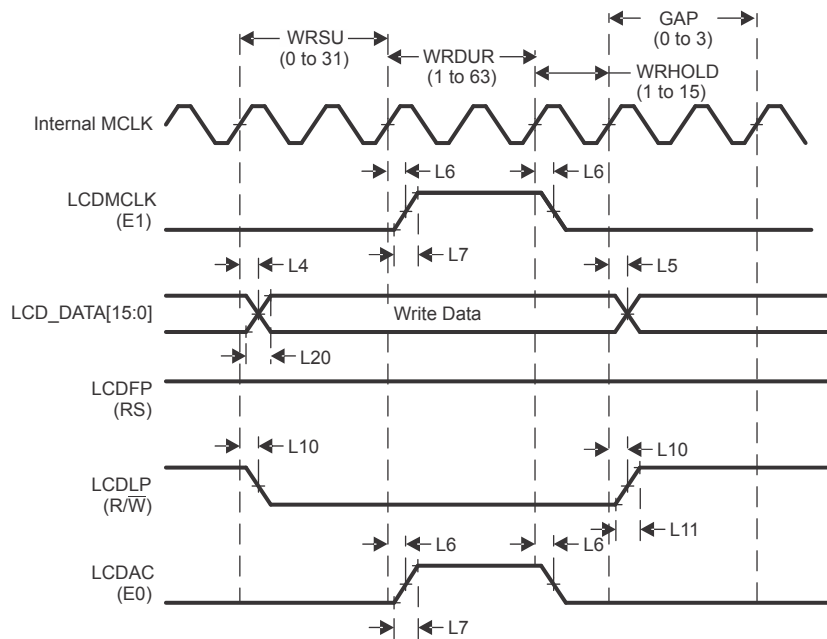 GAP
(0 to 3)
WRSU
(0 to 31)
WRDUR
(1 to 63)
WRHOLD
(1 to 15)
Internal MCLK
L6
L6
LCDMCLK
(E1)
L7
L4
L5
LCD_DATA[15:0]
Write Data
L20
LCDFP
(RS)
L10
L10
LCDLP
(R/W̅)
L11
L6
L6
LCDAC
(E0)
L7